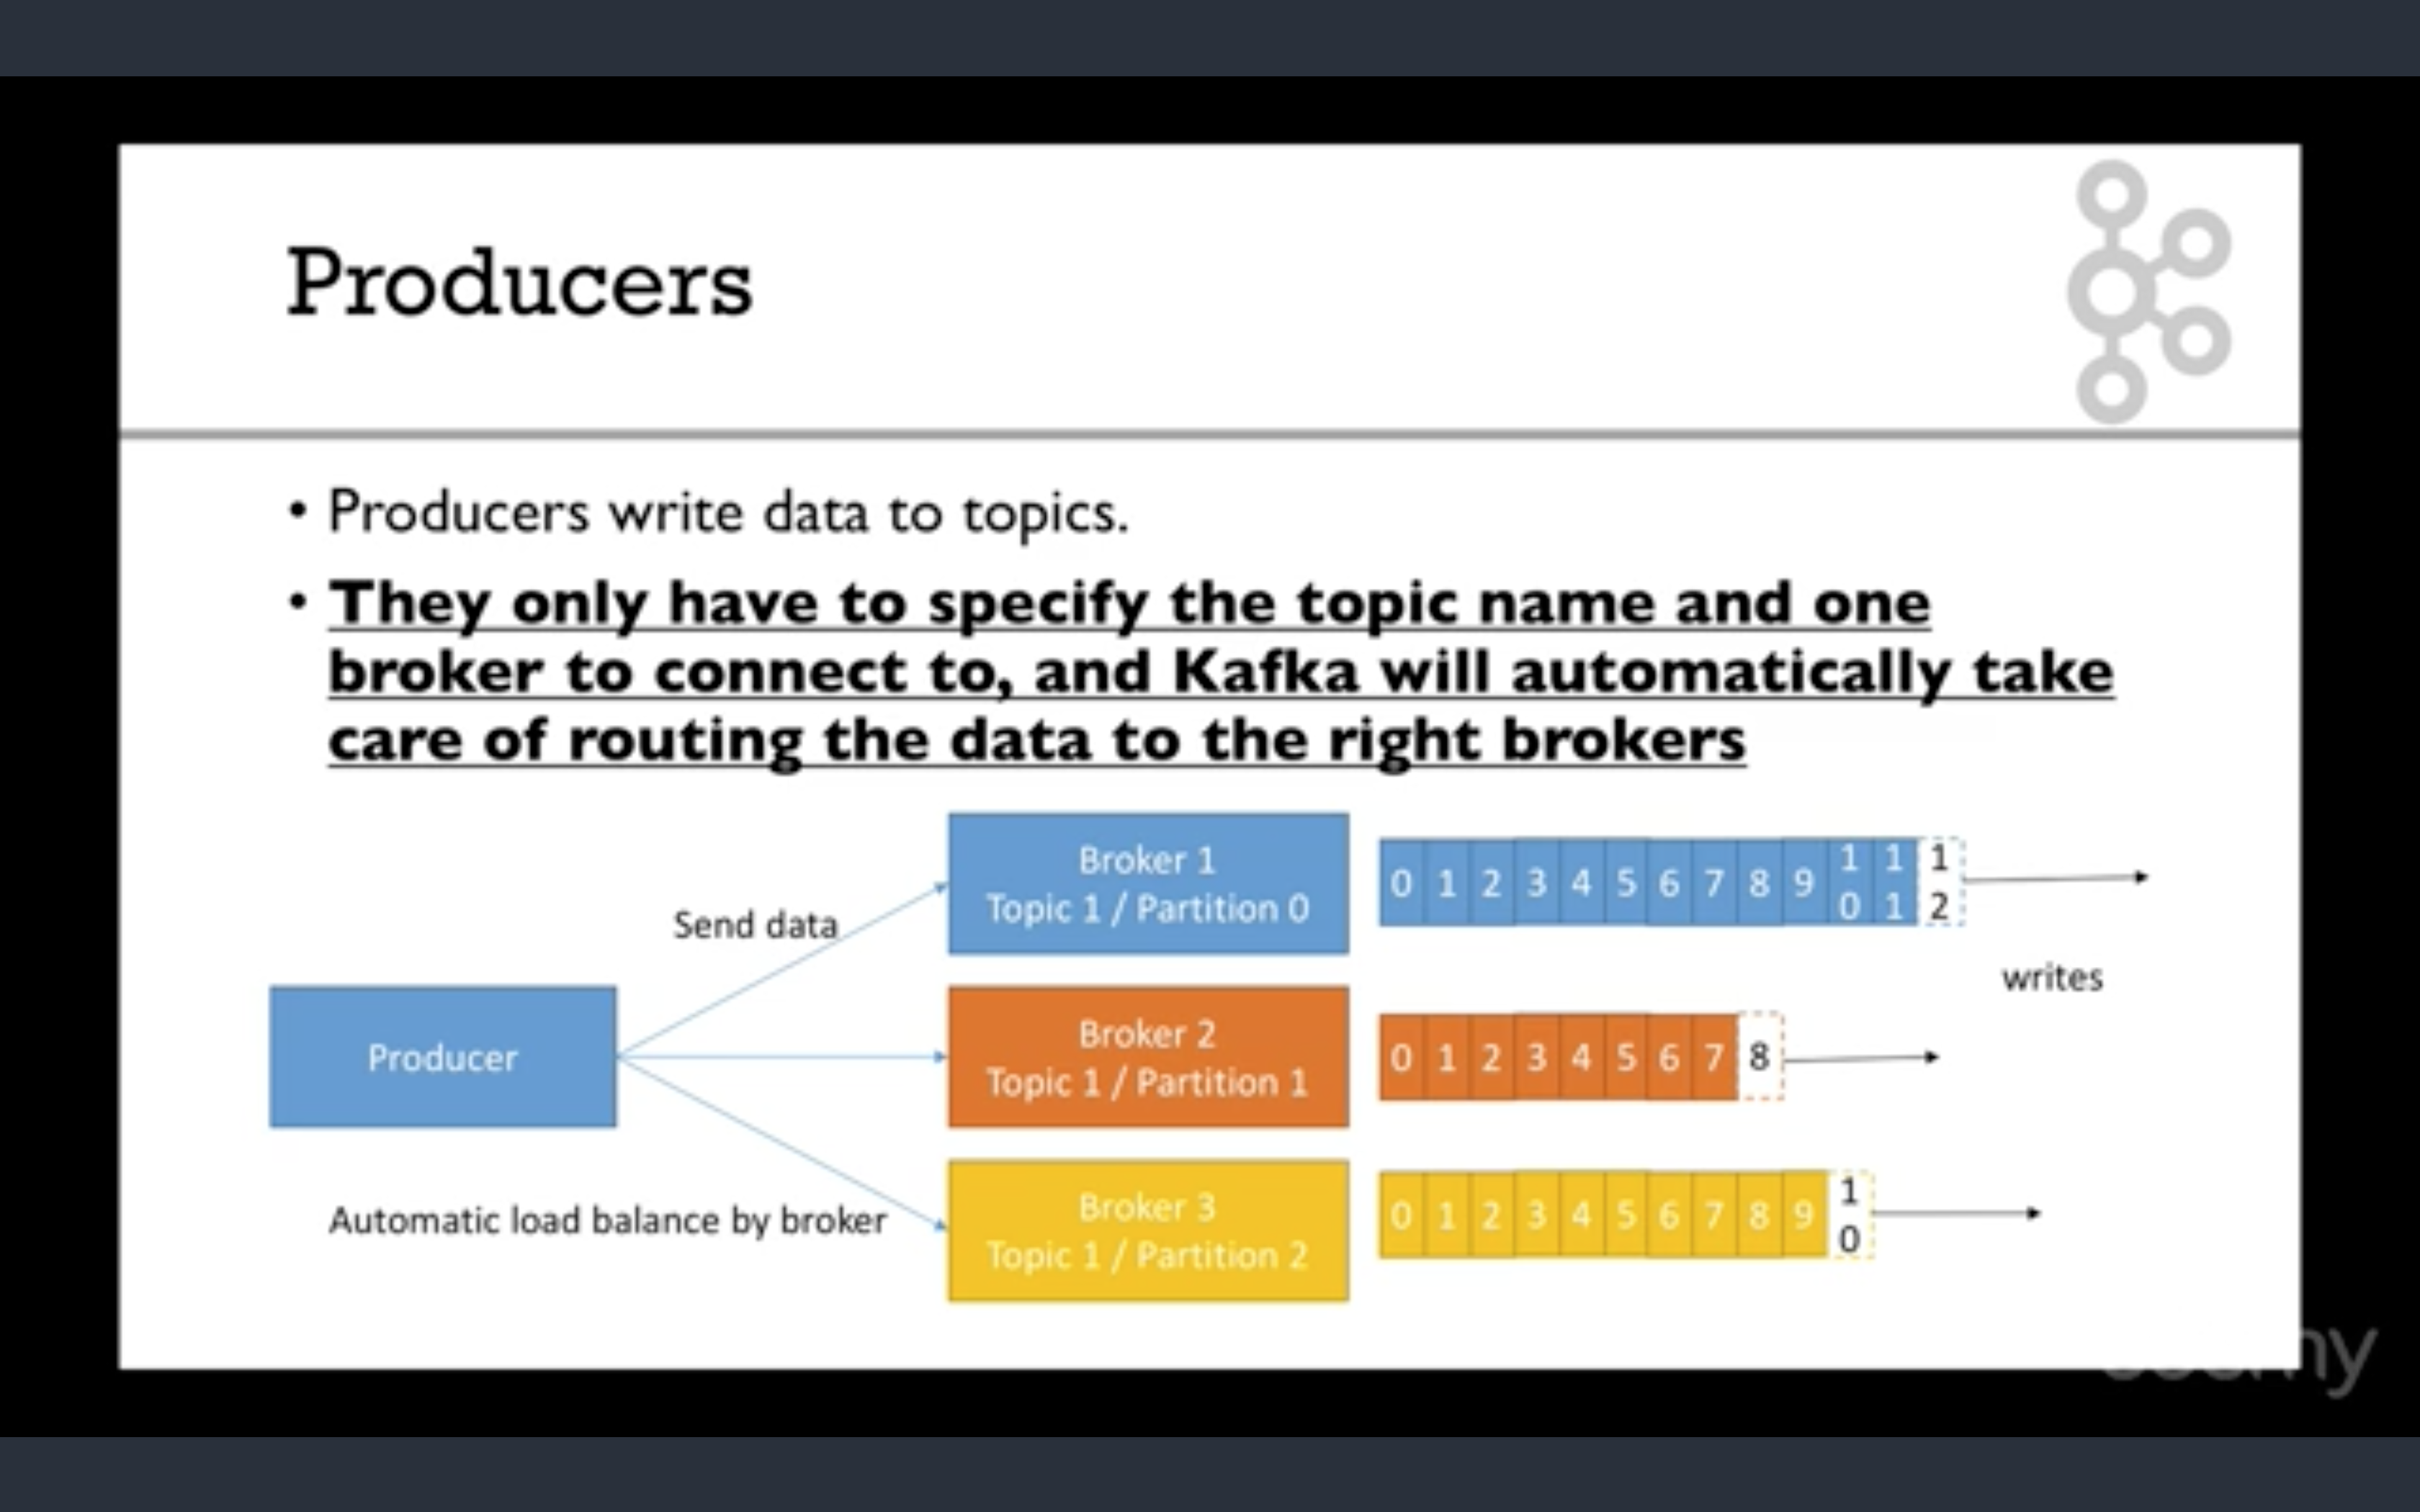 Producers
• Producers write data to topics.
• They only have to specify the topic name and one
broker to connect to, and Kafka will automatically take
care of routing the data to the right brokers
Send data
Producer
Automatic load balance by broker
Broker 1
Topic 1 / Partition 0
0 1 2 3 4 5 6 7 8 9 10 11 12
writes
Broker 2
Topic 1 / Partition 1
0 1 2 3 4 5 6 7 8
Broker 3
Topic 1 / Partition 2
0 1 2 3 4 5 6 7 8 9 10